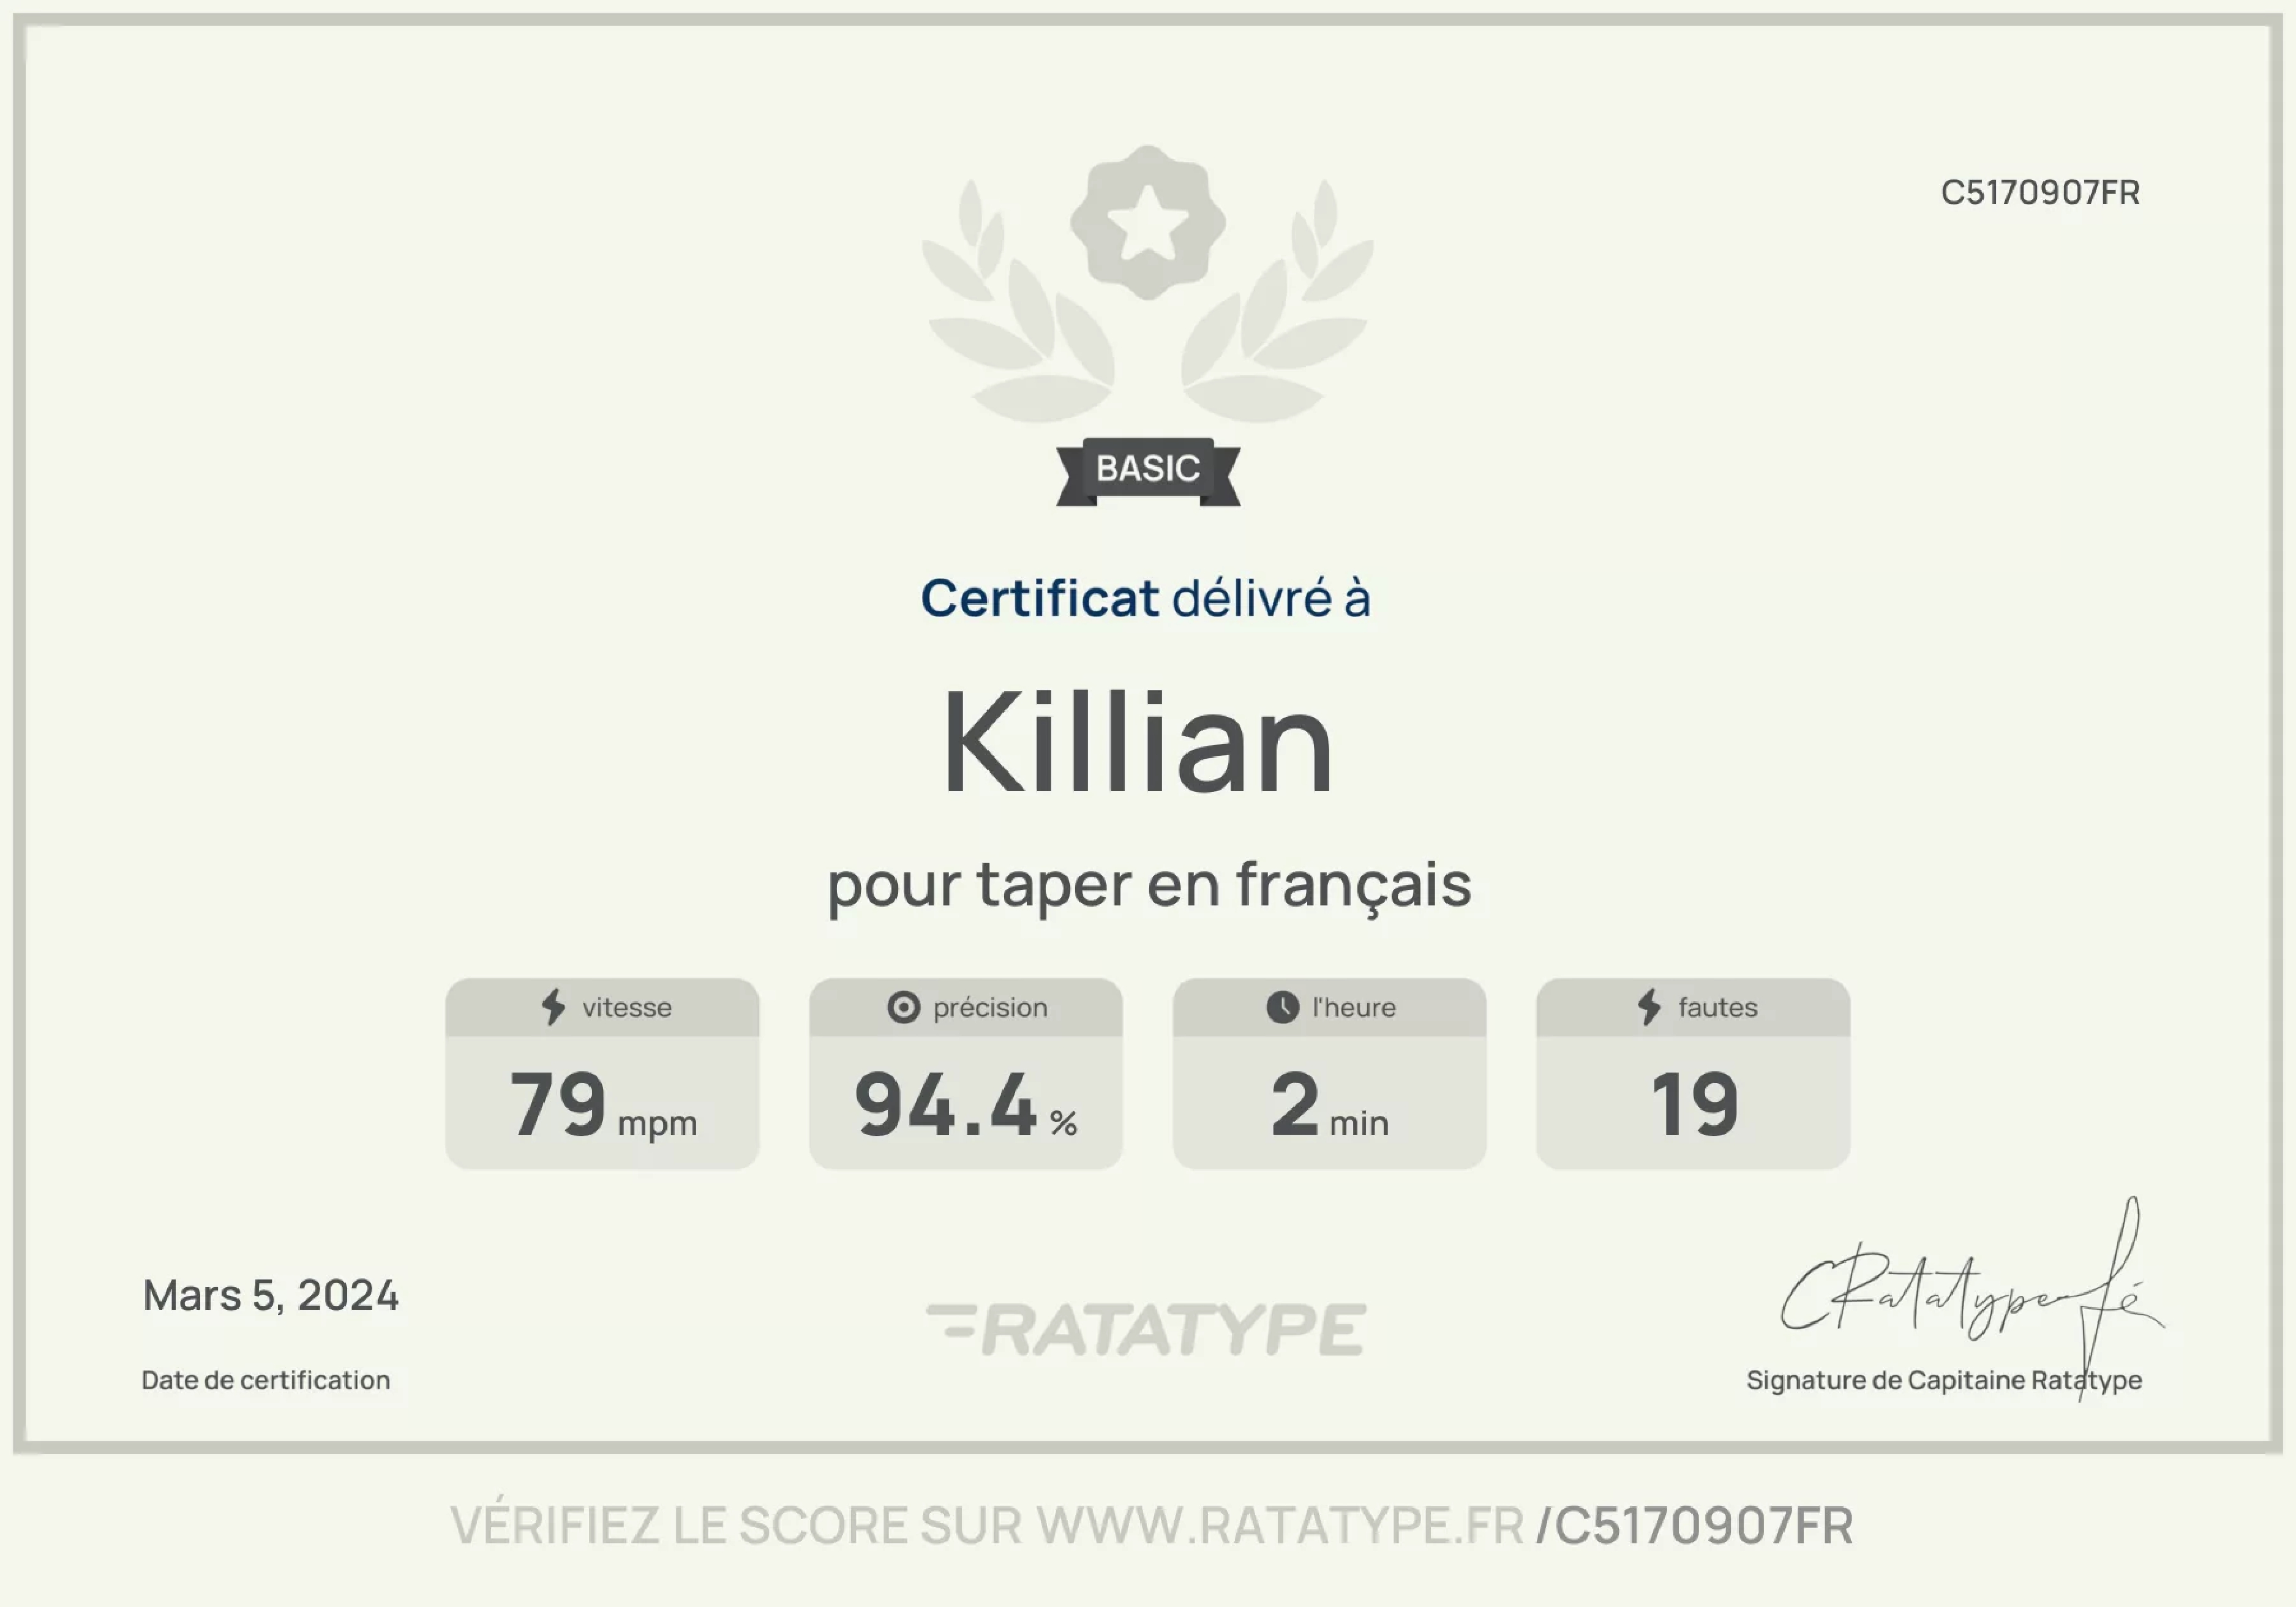 C5170907FR
BASIC
Certificat délivré à
Killian
pour taper en français
vitesse
79 mpm
précision
94.4 %
l'heure
2 min
fautes
19
Mars 5, 2024
Date de certification
RATATYPE
CRatatype fé
Signature de Capitaine Ratatype
VÉRIFIEZ LE SCORE SUR WWW.RATATYPE.FR /C5170907FR